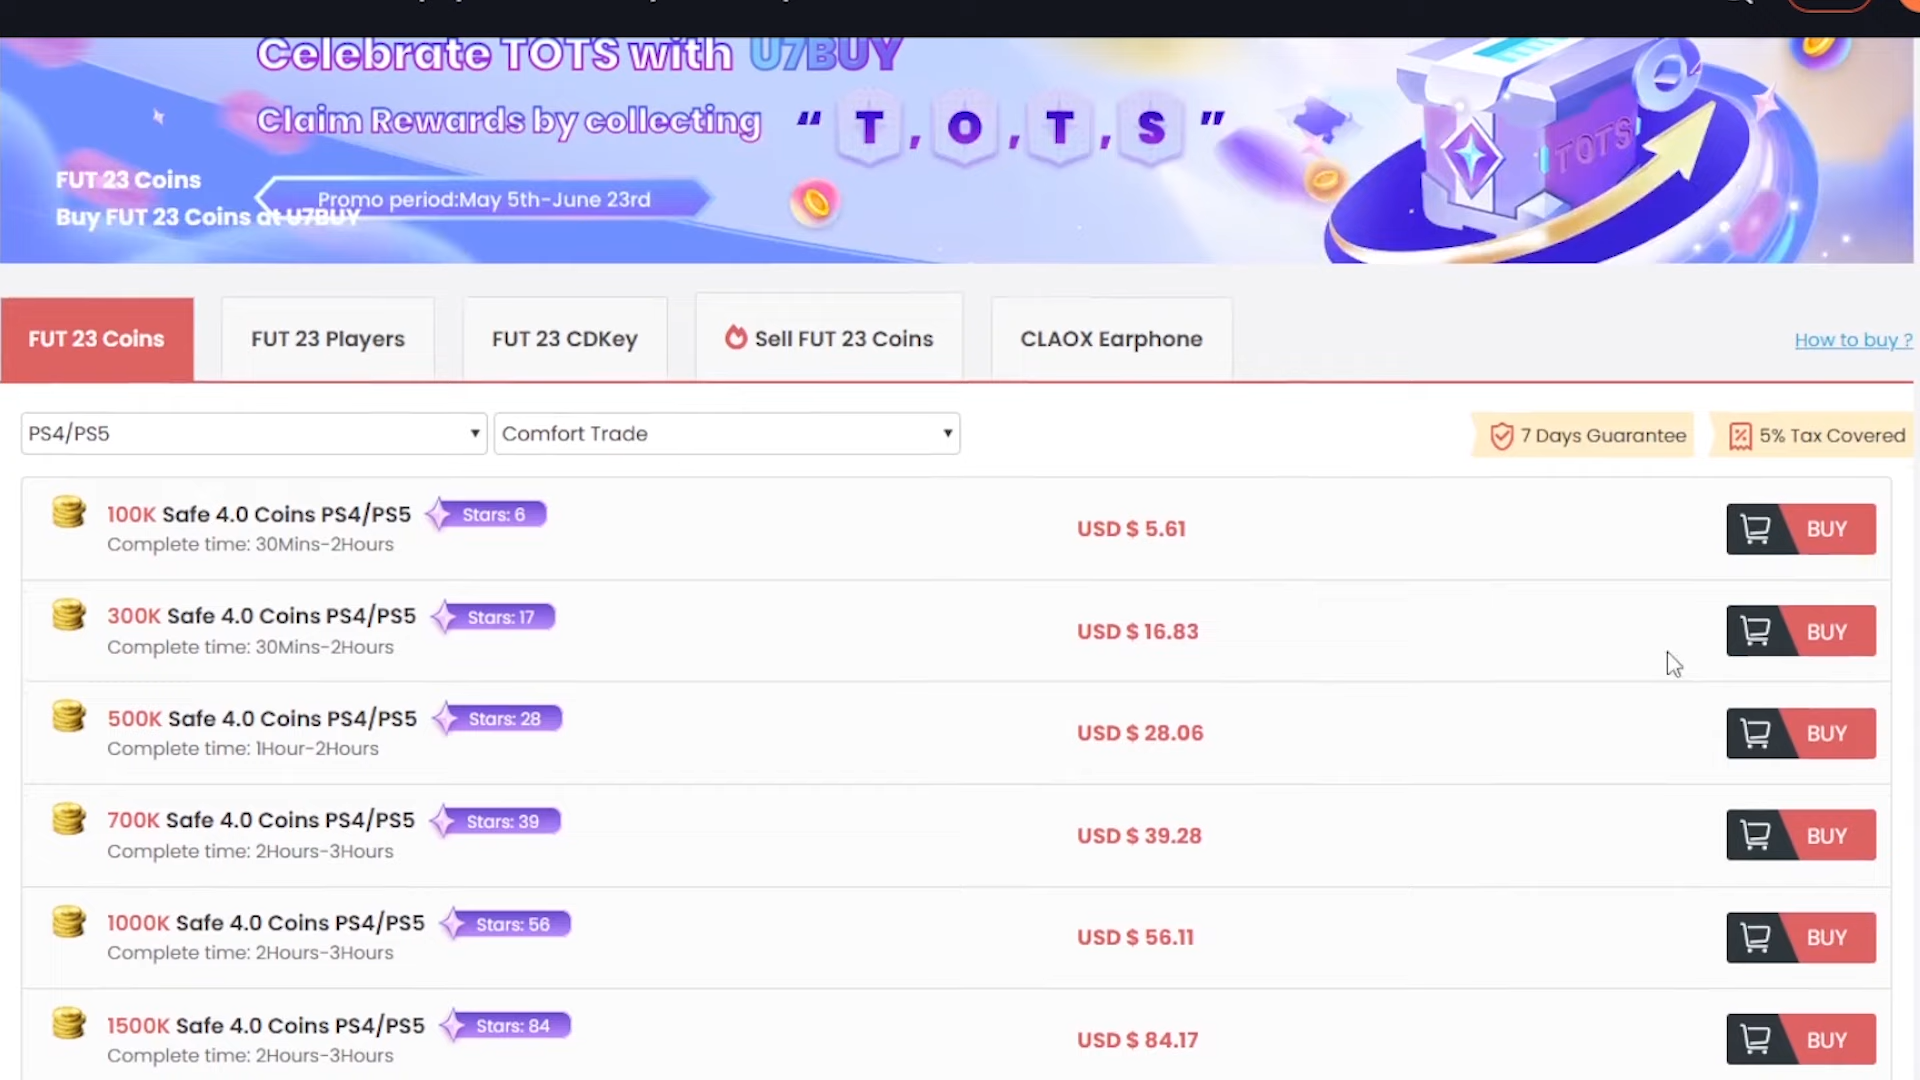 Celebrate TOTS with U7BUY
Claim Rewards by collecting " T , O , T , S "
FUT 23 Coins
Promo period:May 5th-June 23rd
Buy FUT 23 Coins at U7BUY
FUT 23 Coins
FUT 23 Players
FUT 23 CDKey
Sell FUT 23 Coins
CLAOX Earphone
How to buy ?
PS4/PS5
Comfort Trade
7 Days Guarantee
5% Tax Covered
TOTS
100K Safe 4.0 Coins PS4/PS5
Stars: 6
Complete time: 30Mins-2Hours
USD $ 5.61
BUY
300K Safe 4.0 Coins PS4/PS5
Stars: 17
Complete time: 30Mins-2Hours
USD $ 16.83
BUY
500K Safe 4.0 Coins PS4/PS5
Stars: 28
Complete time: 1Hour-2Hours
USD $ 28.06
BUY
700K Safe 4.0 Coins PS4/PS5
Stars: 39
Complete time: 2Hours-3Hours
USD $ 39.28
BUY
1000K Safe 4.0 Coins PS4/PS5
Stars: 56
Complete time: 2Hours-3Hours
USD $ 56.11
BUY
1500K Safe 4.0 Coins PS4/PS5
Stars: 84
Complete time: 2Hours-3Hours
USD $ 84.17
BUY